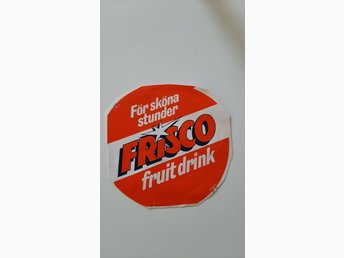 För sköna
stunder
FRISCO
fruit drink